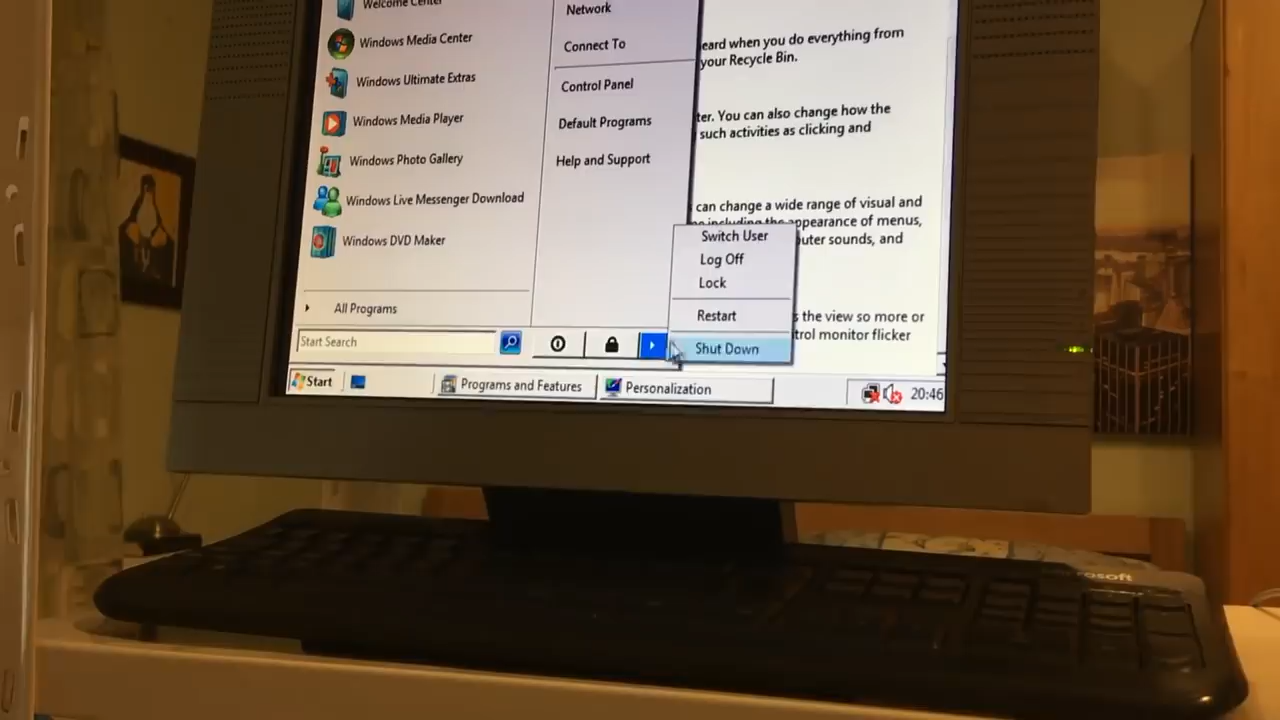 Welcome Center
Windows Media Center
Windows Ultimate Extras
Windows Media Player
Windows Photo Gallery
Windows Live Messenger Download
Windows DVD Maker
All Programs
Start Search
Network
Connect To
Control Panel
Default Programs
Help and Support
eard when you do everything from
your Recycle Bin.
ter. You can also change how the
such activities as clicking and
can change a wide range of visual and
including the appearance of menus,
uter sounds, and
s the view so more or
trol monitor flicker
Switch User
Log Off
Lock
Restart
Shut Down
Start
Programs and Features
Personalization
20:46
osoft